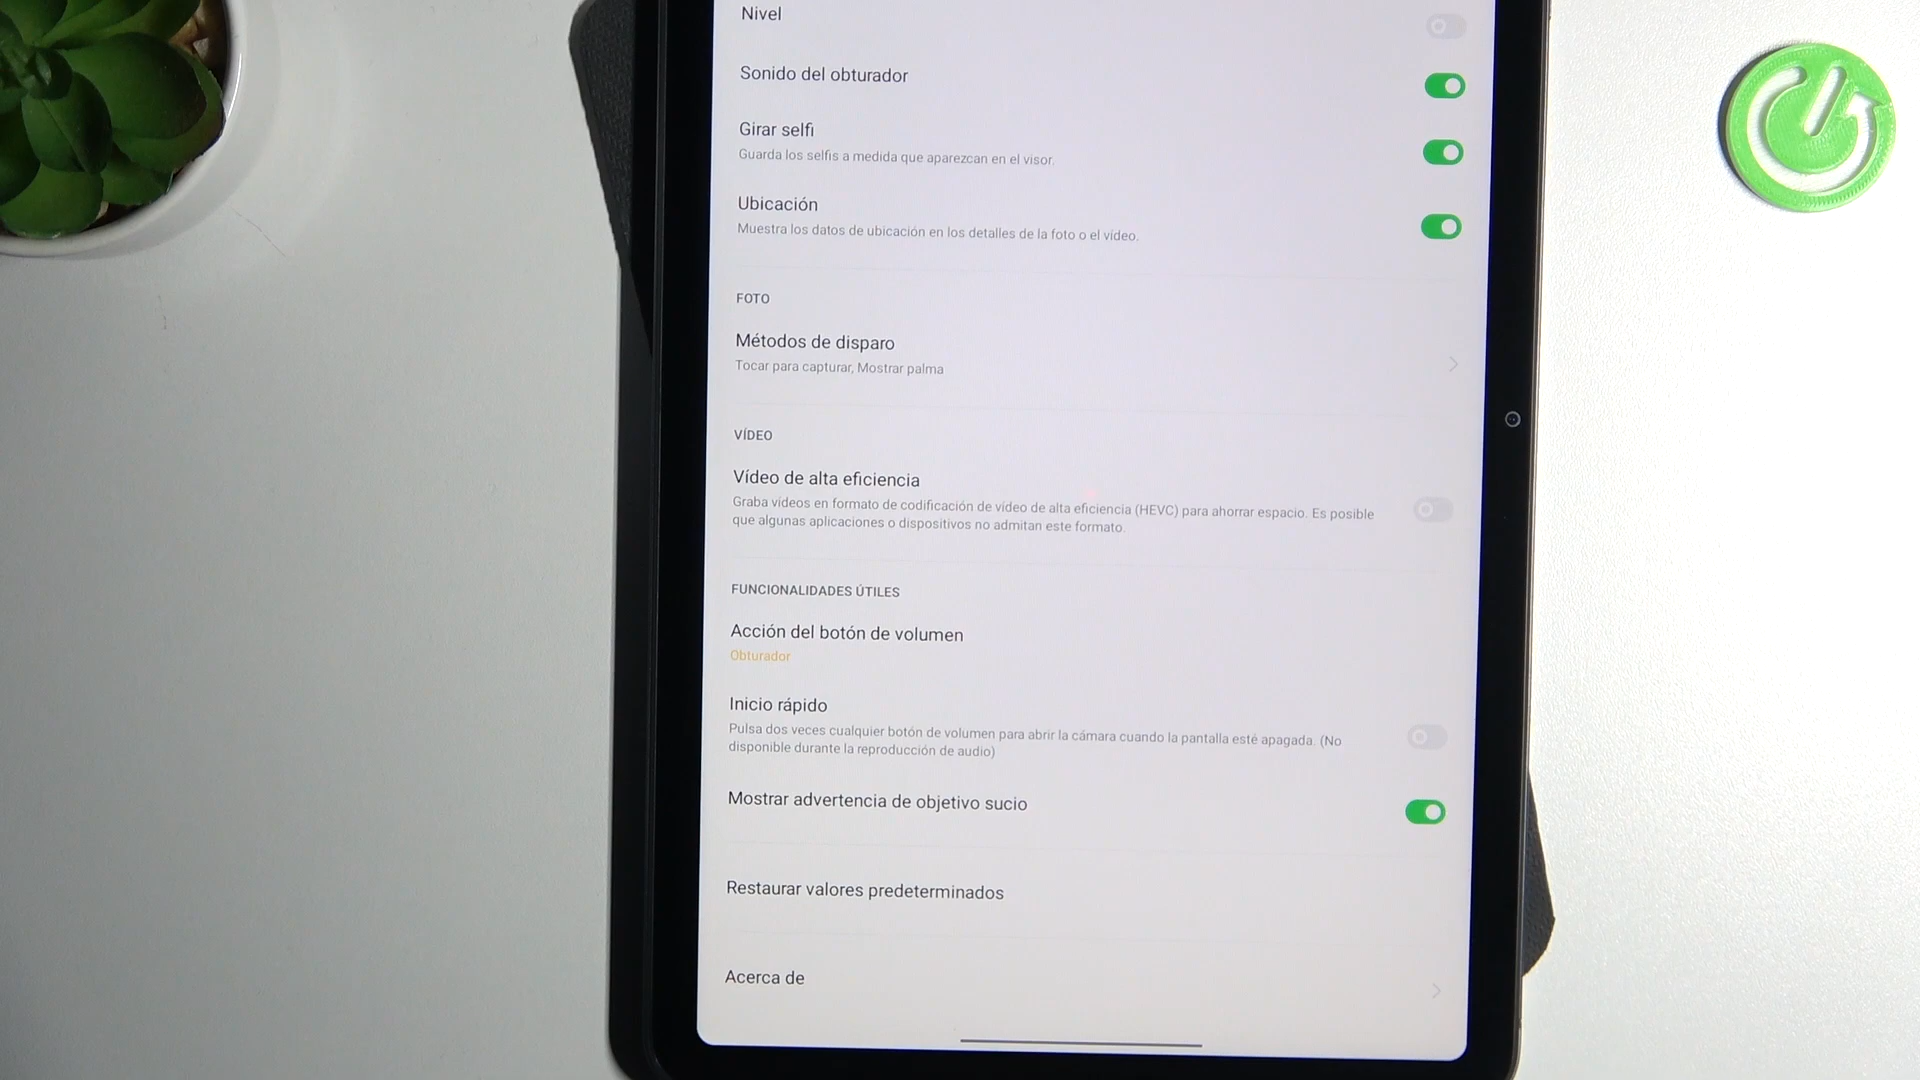 Nivel
Sonido del obturador
Girar selfi
Guarda los selfis a medida que aparezcan en el visor.
Ubicación
Muestra los datos de ubicación en los detalles de la foto o el vídeo.
FOTO
Métodos de disparo
Tocar para capturar, Mostrar palma
VÍDEO
Vídeo de alta eficiencia
Graba vídeos en formato de codificación de vídeo de alta eficiencia (HEVC) para ahorrar espacio. Es posible
que algunas aplicaciones o dispositivos no admitan este formato.
FUNCIONALIDADES ÚTILES
Acción del botón de volumen
Obturador
Inicio rápido
Pulsa dos veces cualquier botón de volumen para abrir la cámara cuando la pantalla esté apagada. (No
disponible durante la reproducción de audio)
Mostrar advertencia de objetivo sucio
Restaurar valores predeterminados
Acerca de